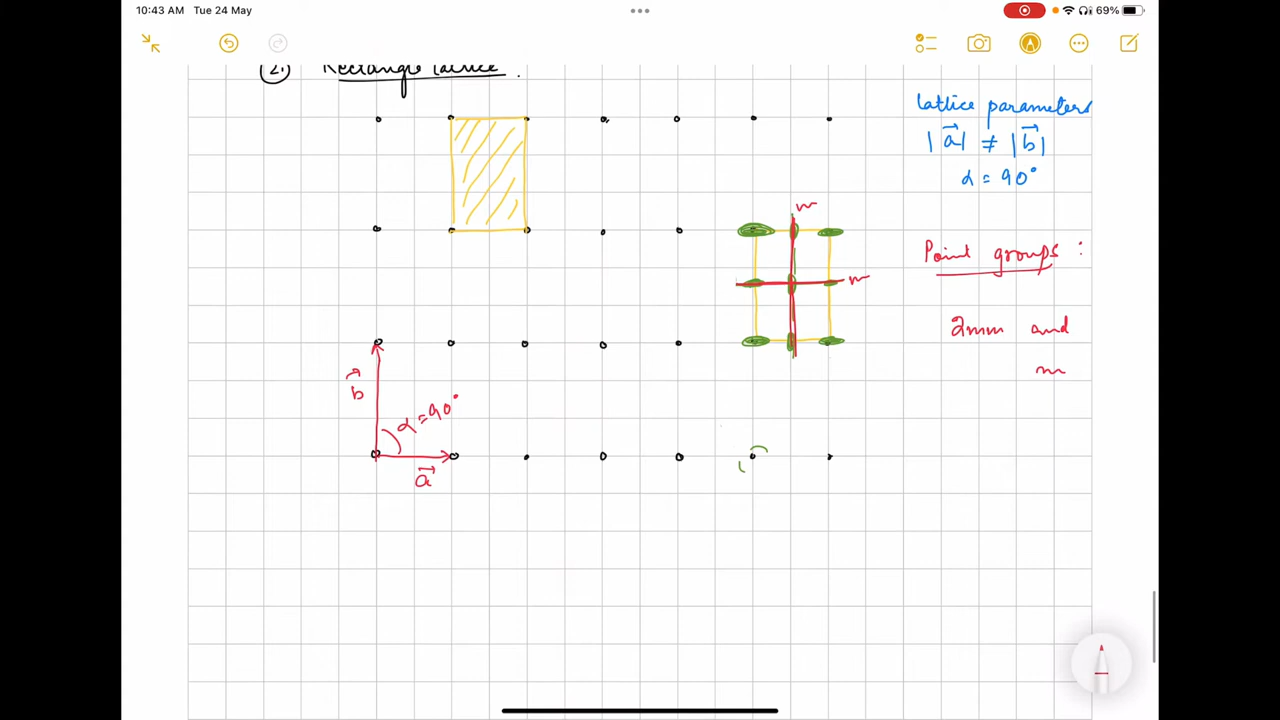 10:43 AM Tue 24 May
69%
(2.) Rectangle lattice.
lattice parameters
|a⃗| ≠ |b⃗|
α = 90°
m
Point groups :
m
2mm and
m
b⃗
α = 90°
a⃗